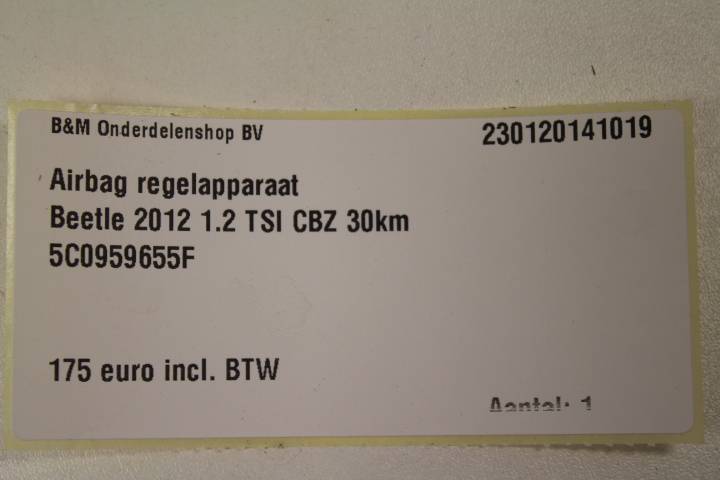 B&M Onderdelenshop BV 230120141019
Airbag regelapparaat
Beetle 2012 1.2 TSI CBZ 30km
5C0959655F
175 euro incl. BTW
Aantal: 1